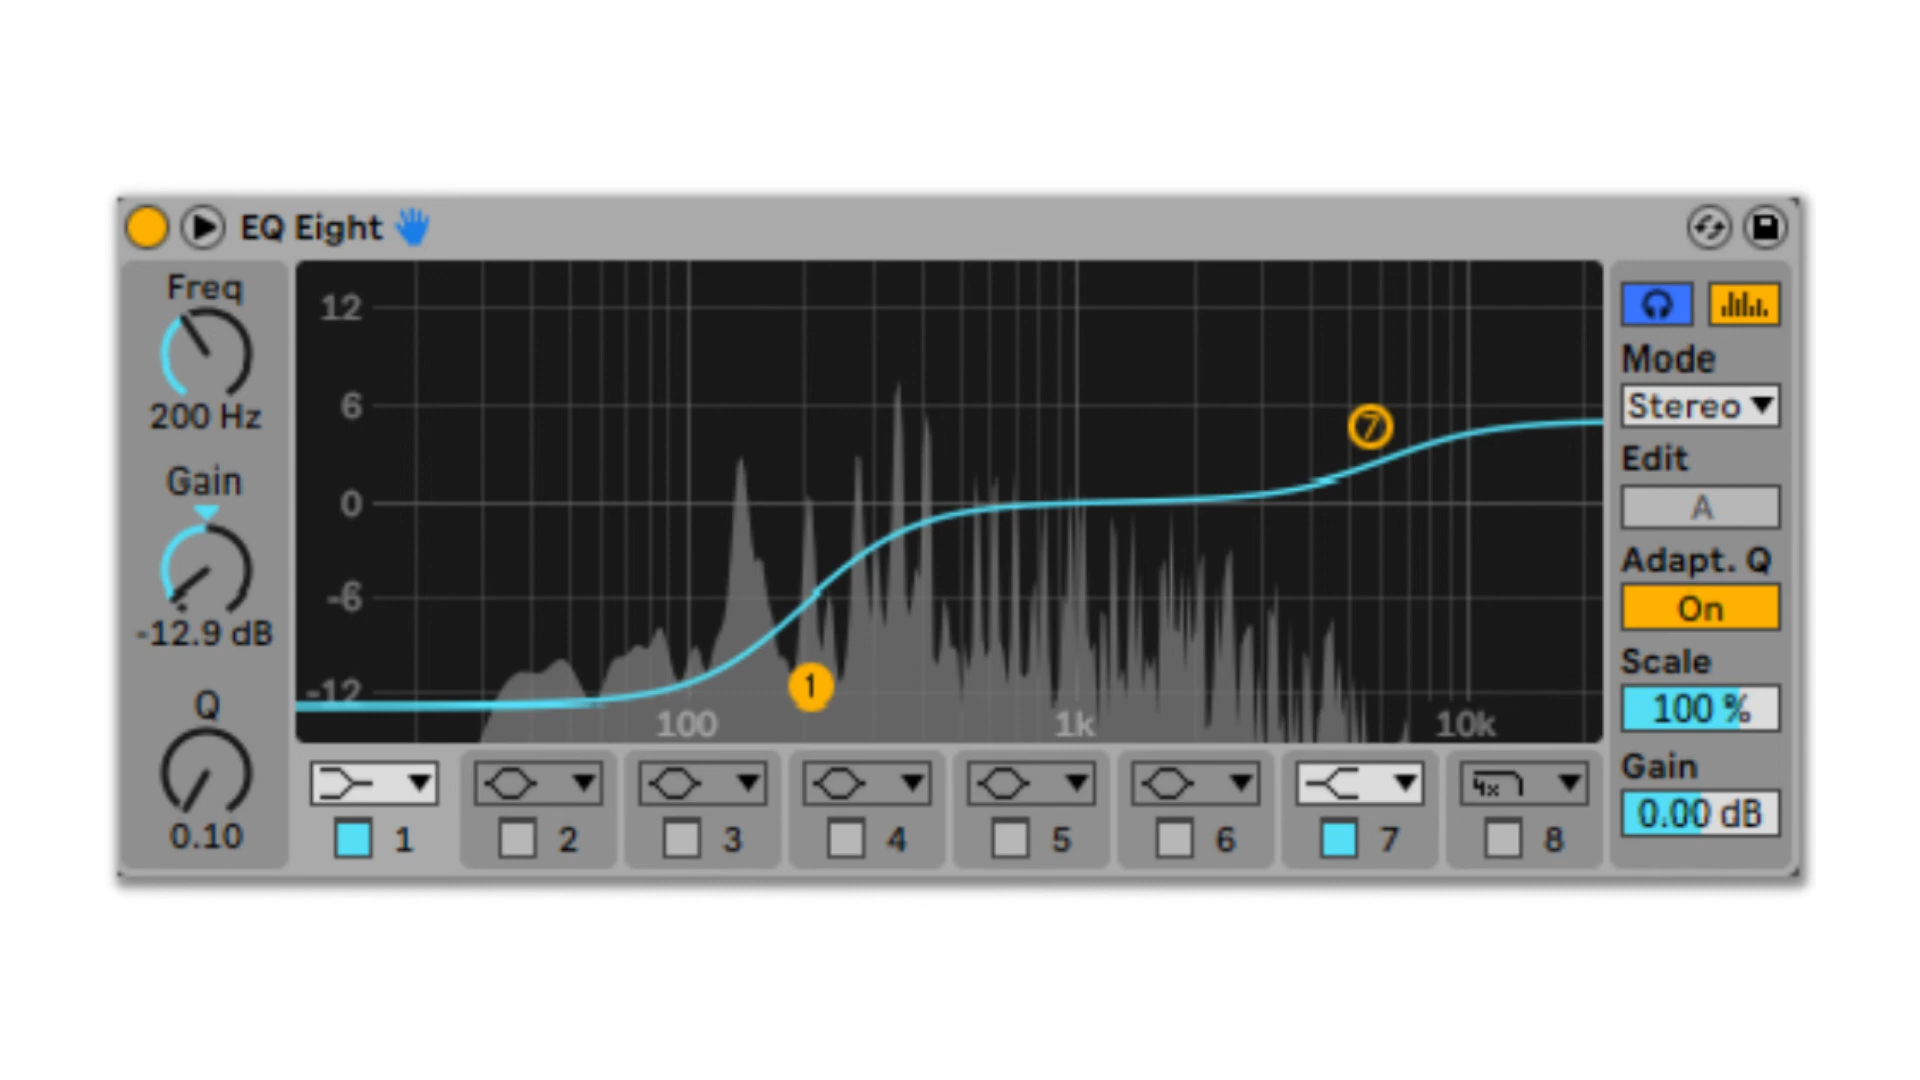 EQ Eight
Freq
200 Hz
Gain
-12.9 dB
Q
0.10
12
6
0
-6
-12
100
1k
10k
7
1
4x
1
2
3
4
5
6
7
8
Mode
Stereo
Edit
A
Adapt. Q
On
Scale
100 %
Gain
0.00 dB